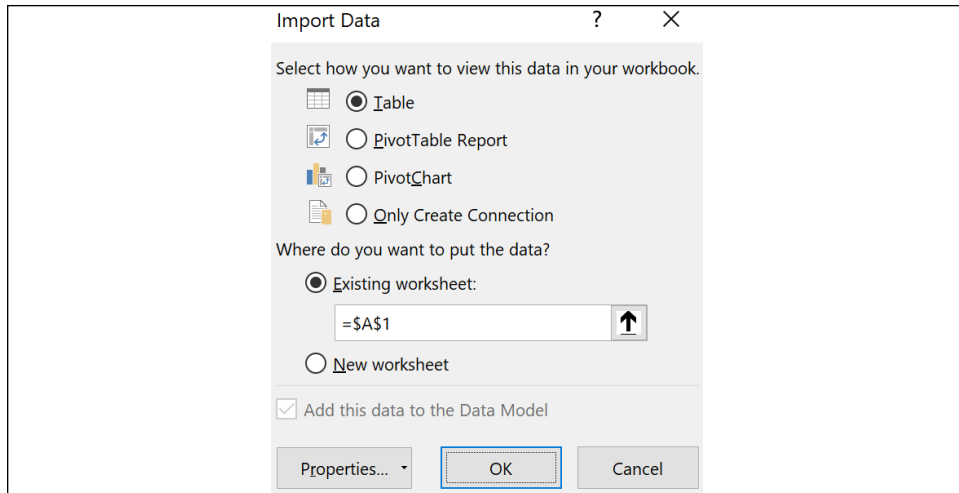 Import Data ?
Select how you want to view this data in your workbook.
Table
PivotTable Report
PivotChart
Only Create Connection
Where do you want to put the data?
Existing worksheet:
=$A$1
New worksheet
Add this data to the Data Model
Properties... OK Cancel